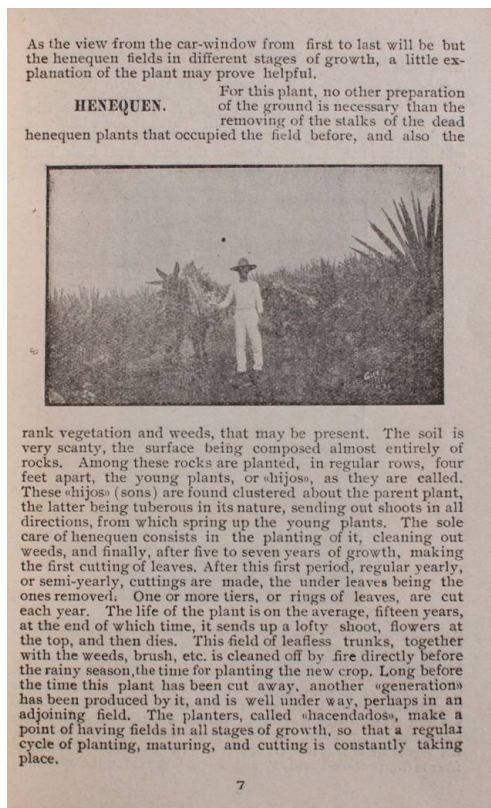 As the view from the car-window from first to last will be but
the henequen fields in different stages of growth, a little ex-
planation of the plant may prove helpful.
For this plant, no other preparation
HENEQUEN. of the ground is necessary than the
removing of the stalks of the dead
henequen plants that occupied the field before, and also the
rank vegetation and weeds, that may be present. The soil is
very scanty, the surface being composed almost entirely of
rocks. Among these rocks are planted, in regular rows, four
feet apart, the young plants, or «hijos», as they are called.
These «hijos» (sons) are found clustered about the parent plant,
the latter being tuberous in its nature, sending out shoots in all
directions, from which spring up the young plants. The sole
care of henequen consists in the planting of it, cleaning out
weeds, and finally, after five to seven years of growth, making
the first cutting of leaves. After this first period, regular yearly,
or semi-yearly, cuttings are made, the under leaves being the
ones removed. One or more tiers, or rings of leaves, are cut
each year. The life of the plant is on the average, fifteen years,
at the end of which time, it sends up a lofty shoot, flowers at
the top, and then dies. This field of leafless trunks, together
with the weeds, brush, etc. is cleaned off by fire directly before
the rainy season, the time for planting the new crop. Long before
the time this plant has been cut away, another «generation»
has been produced by it, and is well under way, perhaps in an
adjoining field. The planters, called «hacendados», make a
point of having fields in all stages of growth, so that a regular
cycle of planting, maturing, and cutting is constantly taking
place.
7